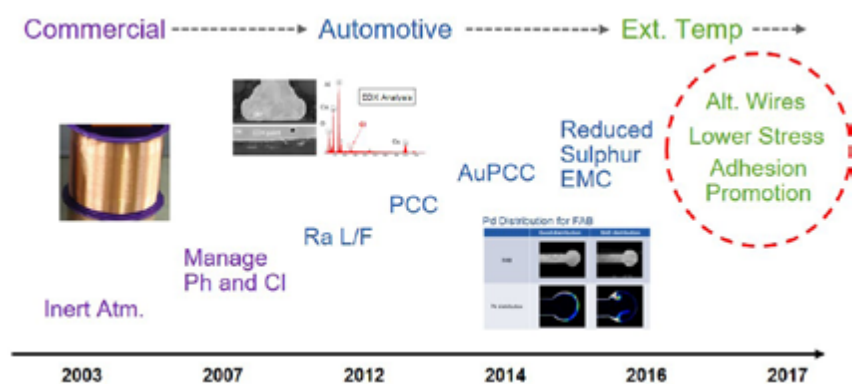 Commercial
Automotive
Ext. Temp
EDX Analysis
Alt. Wires
Lower Stress
Adhesion
Promotion
Reduced
Sulphur
EMC
AuPCC
PCC
Ra L/F
Manage
Ph and Cl
Inert Atm.
Pd Distribution for FAB
FAB
2003
2007
2012
2014
2016
2017